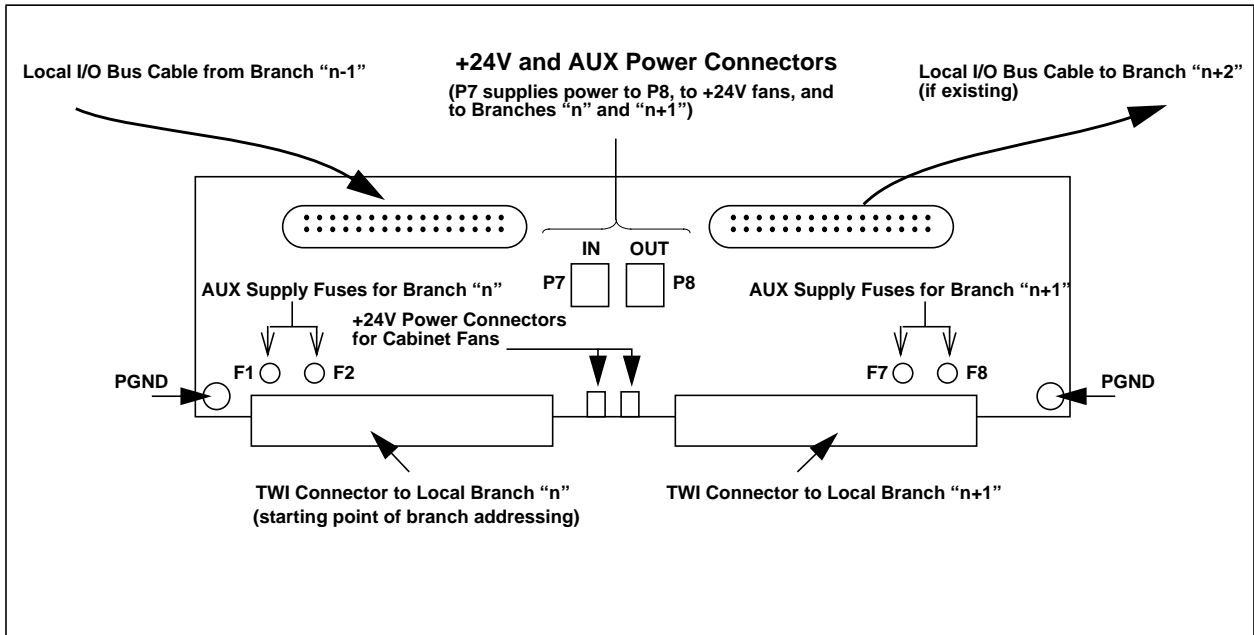 Local I/O Bus Cable from Branch “n-1”
+24V and AUX Power Connectors
(P7 supplies power to P8, to +24V fans, and
to Branches “n” and “n+1”)
Local I/O Bus Cable to Branch “n+2”
(if existing)
IN OUT
P7 P8
AUX Supply Fuses for Branch “n”
AUX Supply Fuses for Branch “n+1”
+24V Power Connectors
for Cabinet Fans
F1 F2
F7 F8
PGND
PGND
TWI Connector to Local Branch “n”
(starting point of branch addressing)
TWI Connector to Local Branch “n+1”